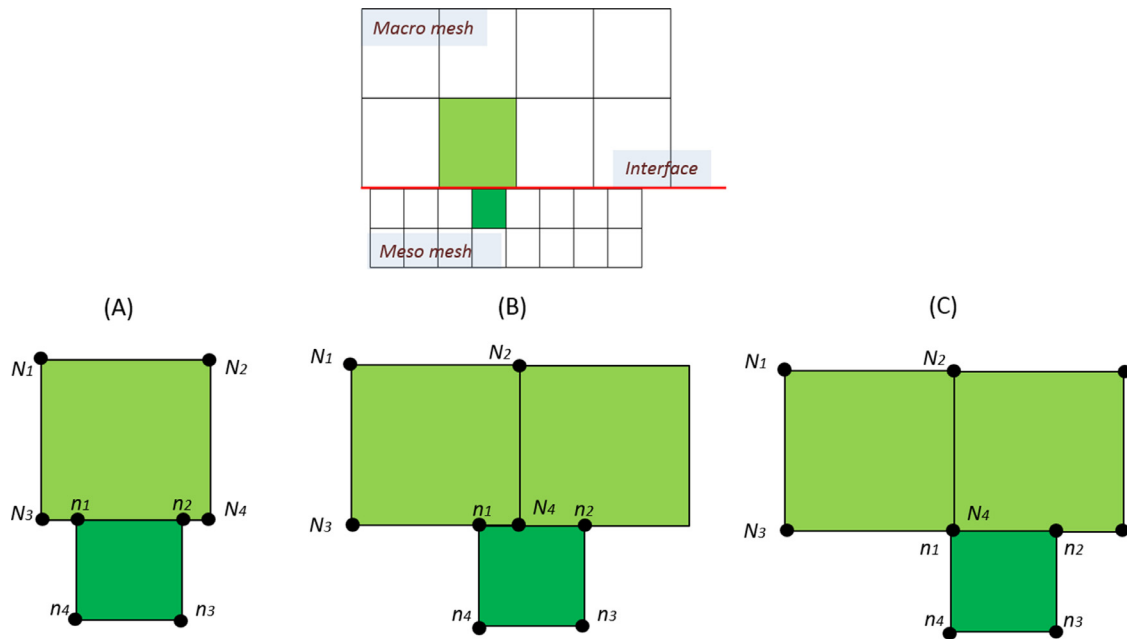 Macro mesh
Interface
Meso mesh
(A) (B) (C)
N1 N2 N1 N2 N1 N2
N3 n1 n2 N4 N3 n1 N4 n2 N3 n1 N4 n2
n4 n3 n4 n3 n4 n3